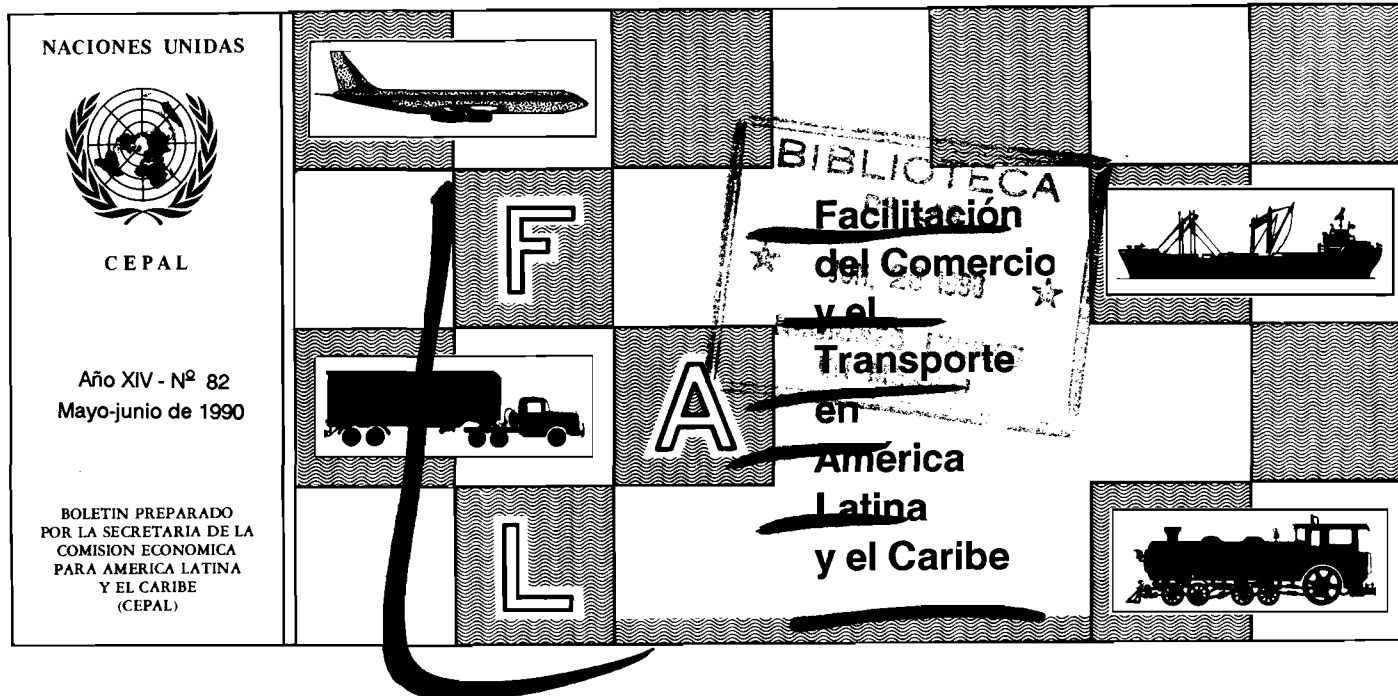 NACIONES UNIDAS
CEPAL
Año XIV - Nº 82
Mayo-junio de 1990
BOLETIN PREPARADO
POR LA SECRETARIA DE LA
COMISION ECONOMICA
PARA AMERICA LATINA
Y EL CARIBE
(CEPAL)
F
A
L
BIBLIOTECA
Facilitación
del Comercio
y el
Transporte
en
América
Latina
y el Caribe